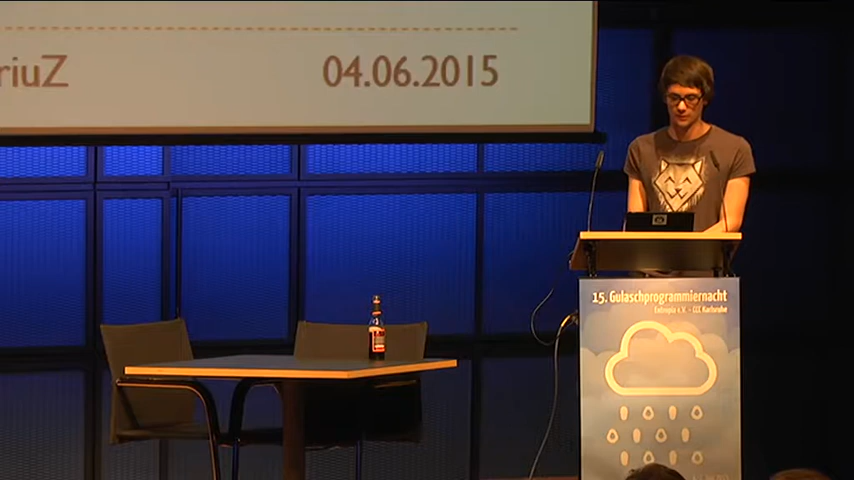 riuZ
04.06.2015
15. Gulaschprogrammiernacht
Entropia e.V. - CCC Karlsruhe